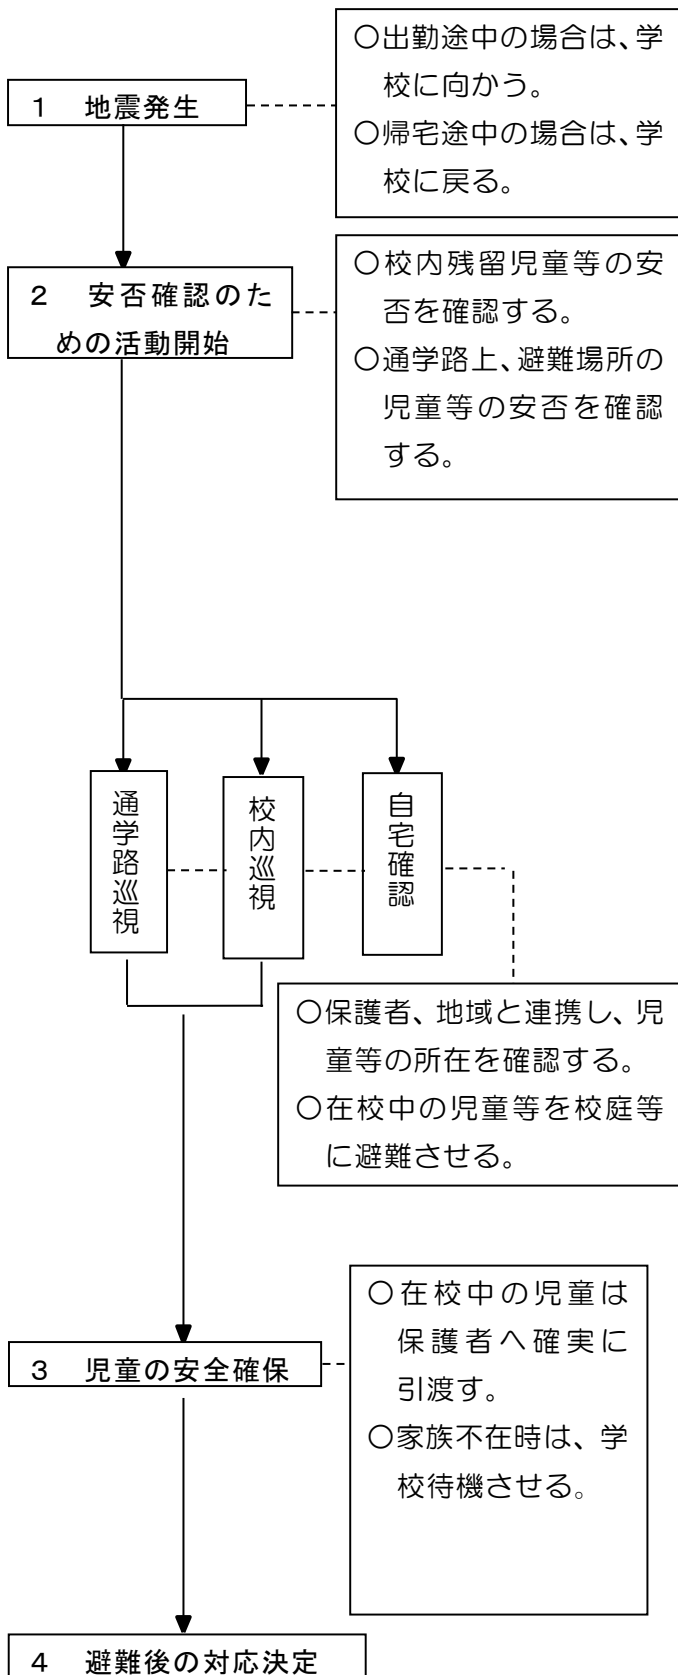 １　地震発生
〇出勤途中の場合は、学
校に向かう。
〇帰宅途中の場合は、学
校に戻る。
２　安否確認のた
めの活動開始
〇校内残留児童等の安
否を確認する。
〇通学路上、避難場所の
児童等の安否を確認
する。
通学路巡視
校内巡視
自宅確認
〇保護者、地域と連携し、児
童等の所在を確認する。
〇在校中の児童等を校庭等
に避難させる。
３　児童の安全確保
〇在校中の児童は
保護者へ確実に
引渡す。
〇家族不在時は、学
校待機させる。
４　避難後の対応決定